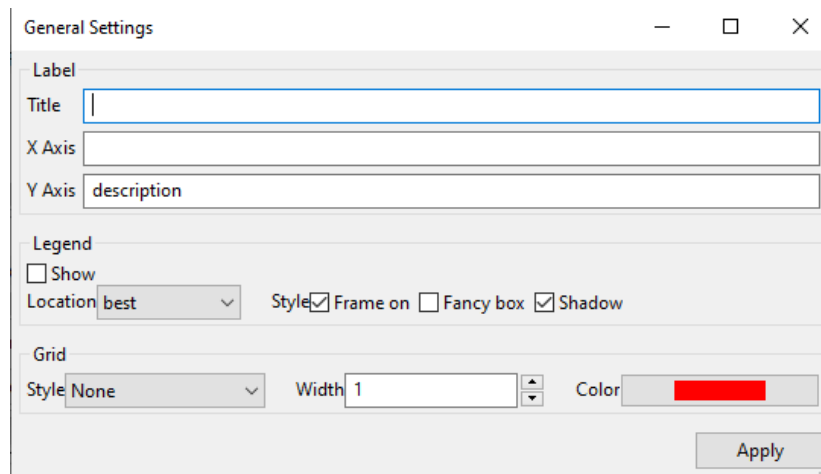 General Settings
Label
Title
X Axis
Y Axis description
Legend
Show
Location best Style Frame on Fancy box Shadow
Grid
Style None Width 1 Color
Apply